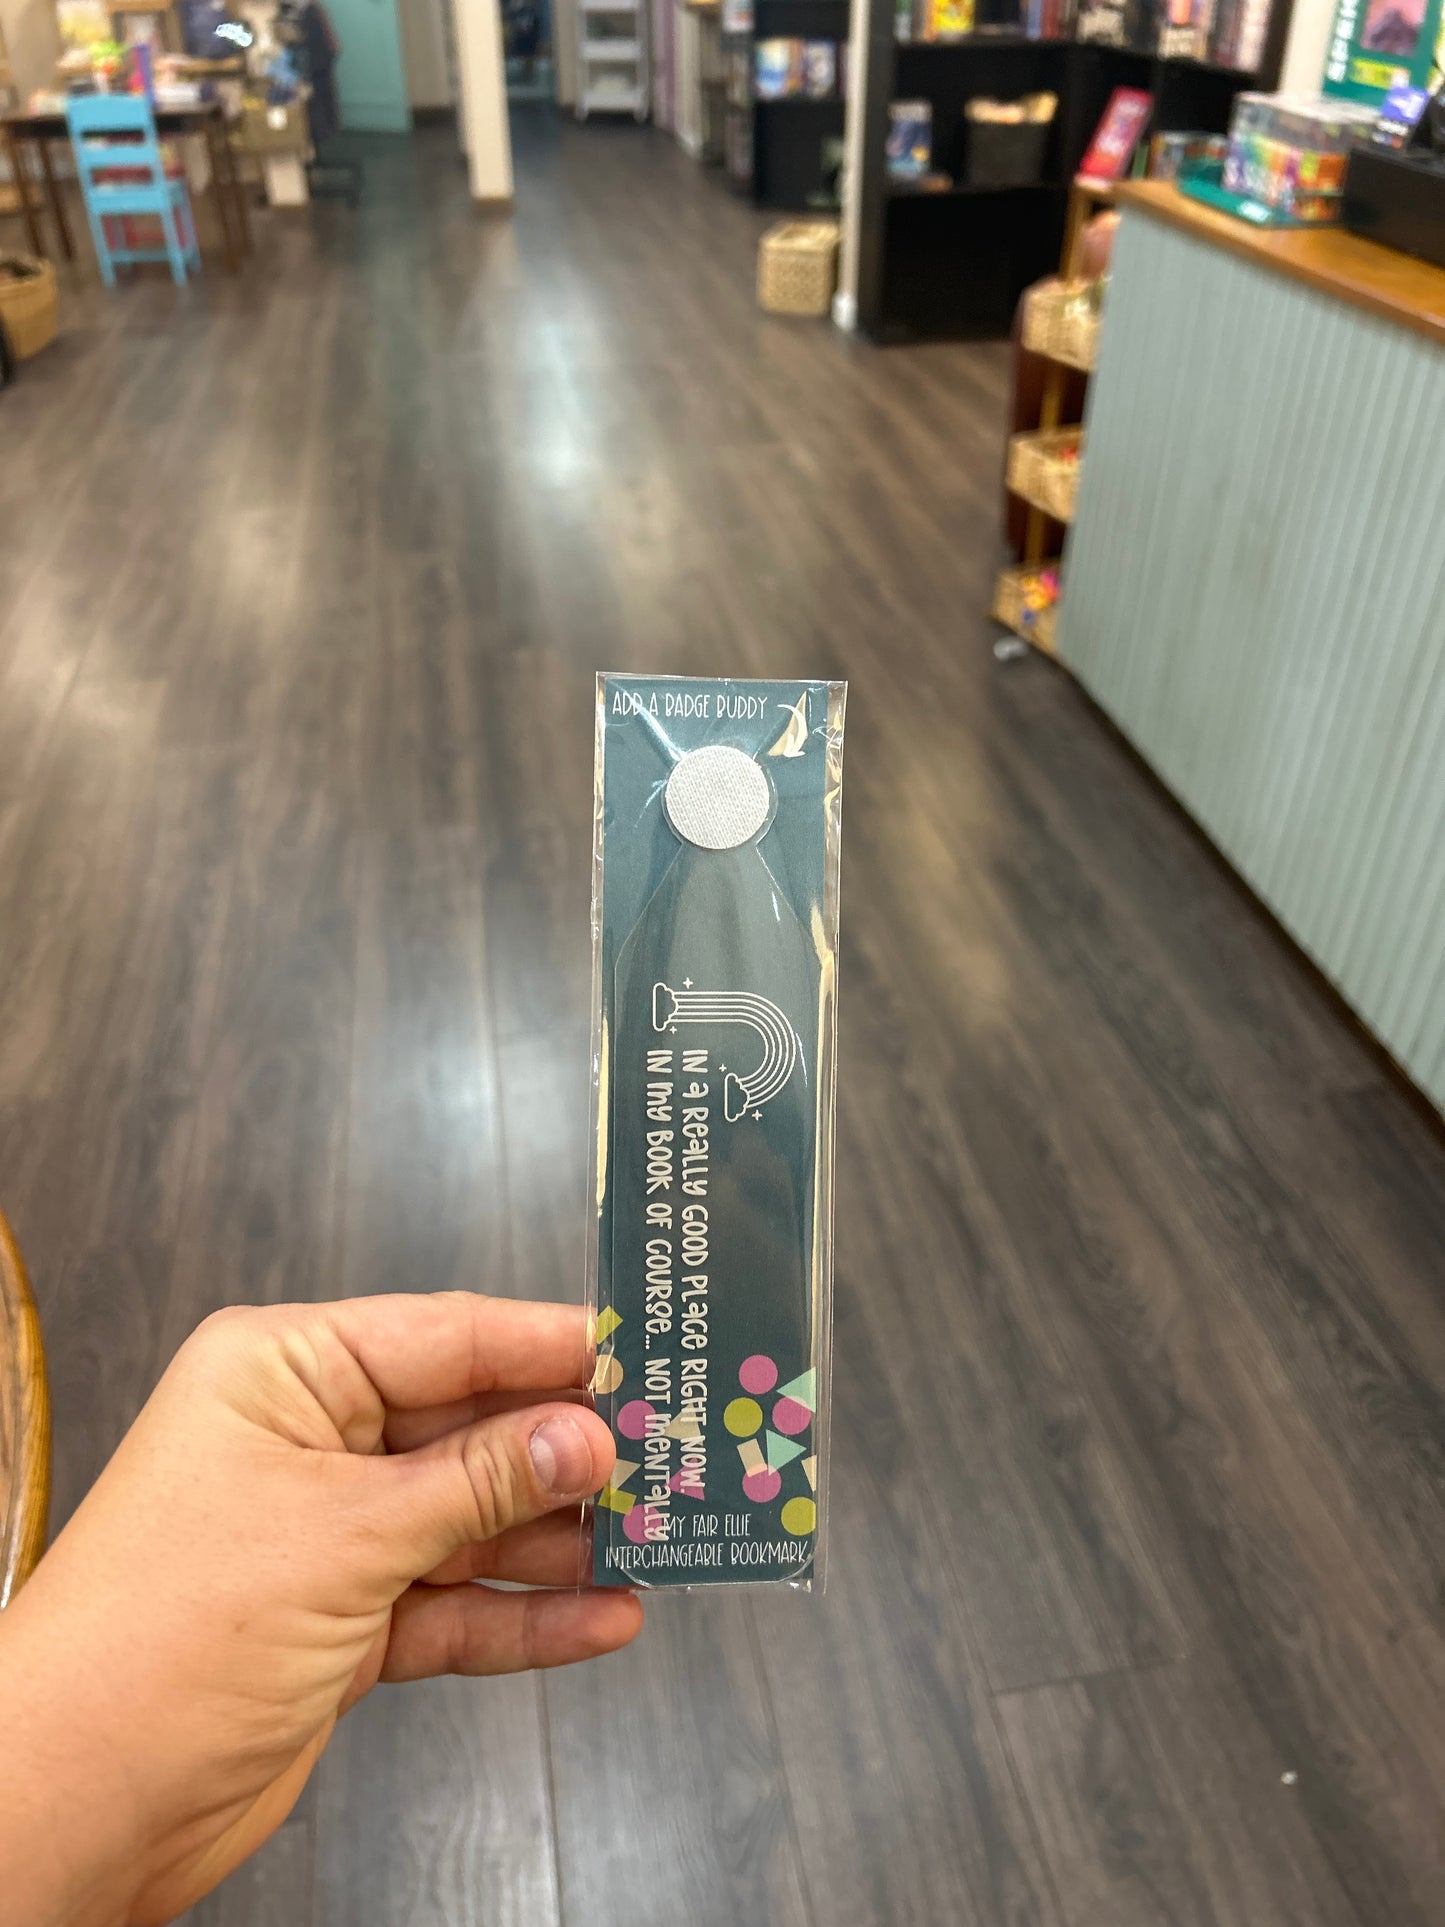 ADD A BADGE BUDDY
IN A REALLY GOOD PLACE RIGHT NOW.
IN MY BOOK OF COURSE... NOT MENTALLY
MY FAIR ELLIE
INTERCHANGEABLE BOOKMARK